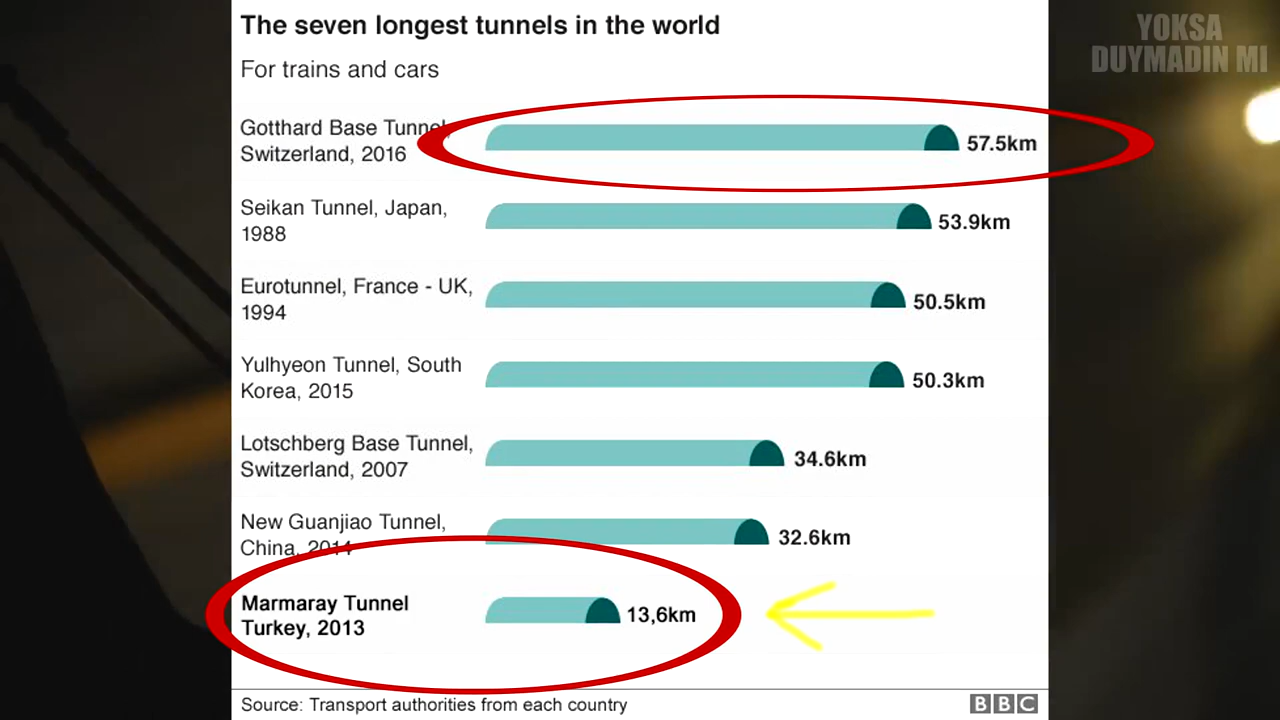 YOKSA
DUYMADIN MI
The seven longest tunnels in the world
For trains and cars
Gotthard Base Tunnel,
Switzerland, 2016
57.5km
Seikan Tunnel, Japan,
1988
53.9km
Eurotunnel, France - UK,
1994
50.5km
Yulhyeon Tunnel, South
Korea, 2015
50.3km
Lotschberg Base Tunnel,
Switzerland, 2007
34.6km
New Guanjiao Tunnel,
China, 2014
32.6km
Marmaray Tunnel
Turkey, 2013
13,6km
Source: Transport authorities from each country
BBC